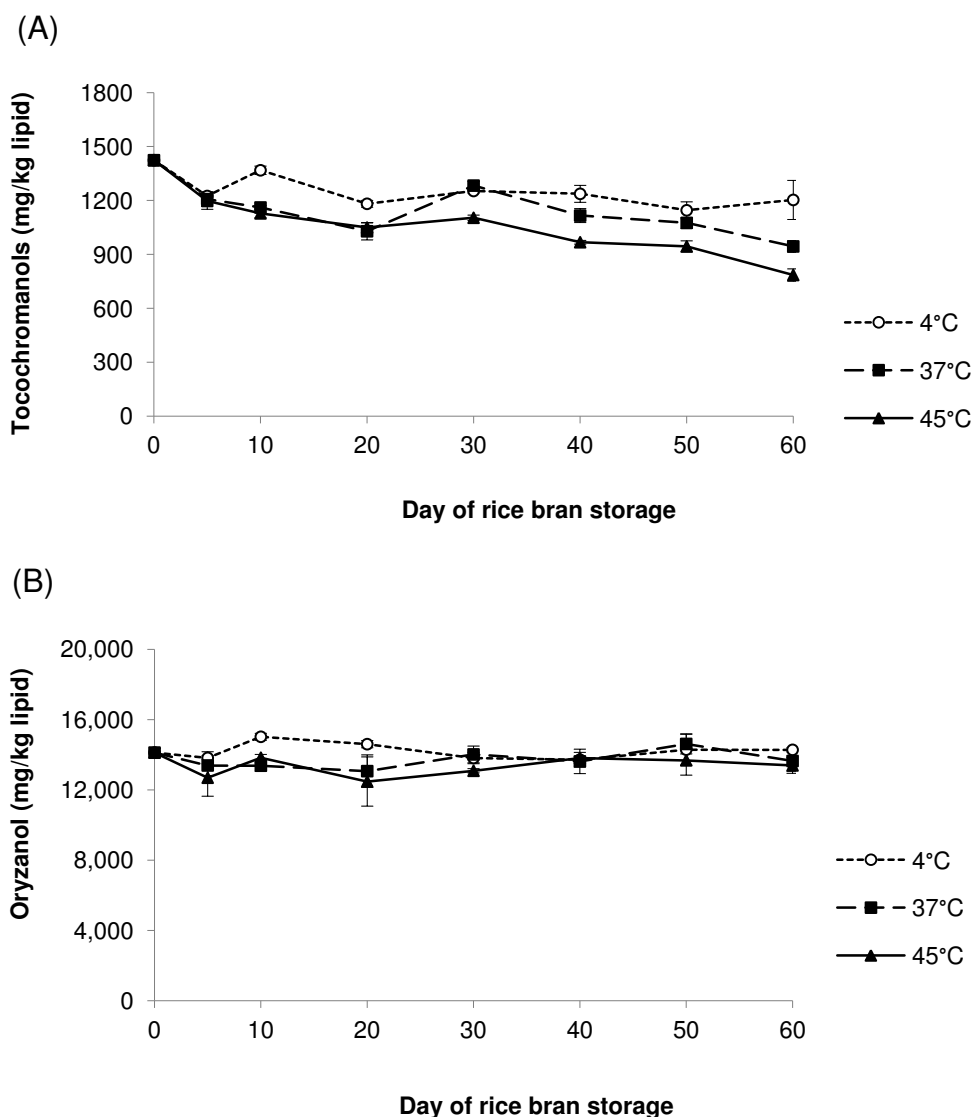 (A)
Tocochromanols (mg/kg lipid)
1800
1500
1200
900
600
300
0
0 10 20 30 40 50 60
Day of rice bran storage
4°C
37°C
45°C
(B)
Oryzanol (mg/kg lipid)
20,000
16,000
12,000
8,000
4,000
0
0 10 20 30 40 50 60
Day of rice bran storage
4°C
37°C
45°C